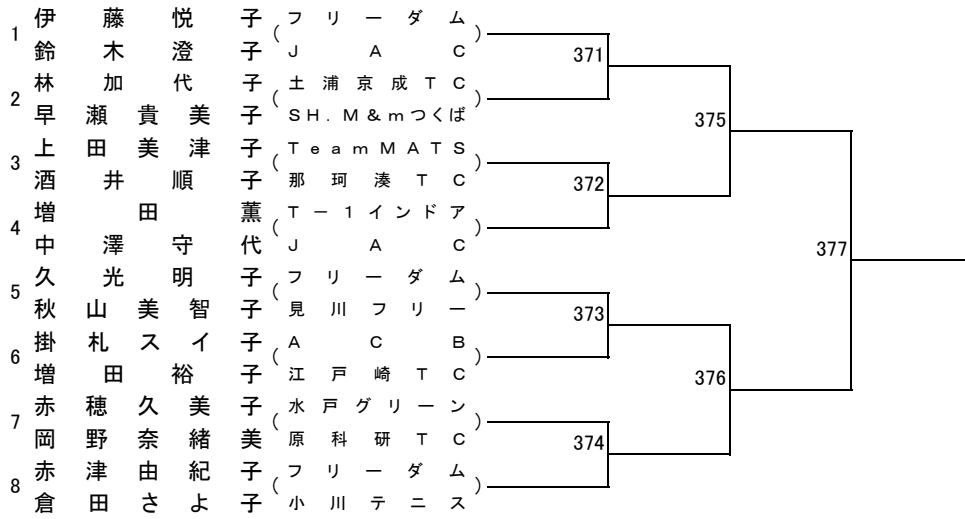 伊藤悦子 フリーダム
1 ( ) 371
鈴木澄子 JAC
林加代子 土浦京成TC
2 ( ) 375
早瀬貴美子 SH.M&mつくば
上田美津子 TeamMATS
3 ( ) 372
酒井順子 那珂湊TC
増田薫 T-1インドア
4 ( ) 377
中澤守代 JAC
久光明子 フリーダム
5 ( ) 373
秋山美智子 見川フリー
掛札スイ子 ACB
6 ( ) 376
増田裕子 江戸崎TC
赤穂久美子 水戸グリーン
7 ( ) 374
岡野奈緒美 原科研TC
赤津由紀子 フリーダム
8 ( )
倉田さよ子 小川テニス